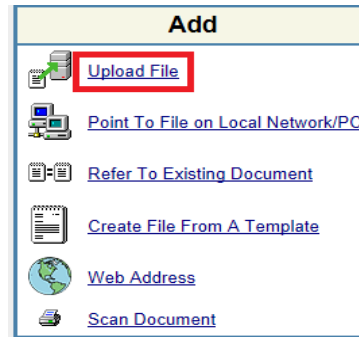 Add
Upload File
Point To File on Local Network/PC
Refer To Existing Document
Create File From A Template
Web Address
Scan Document